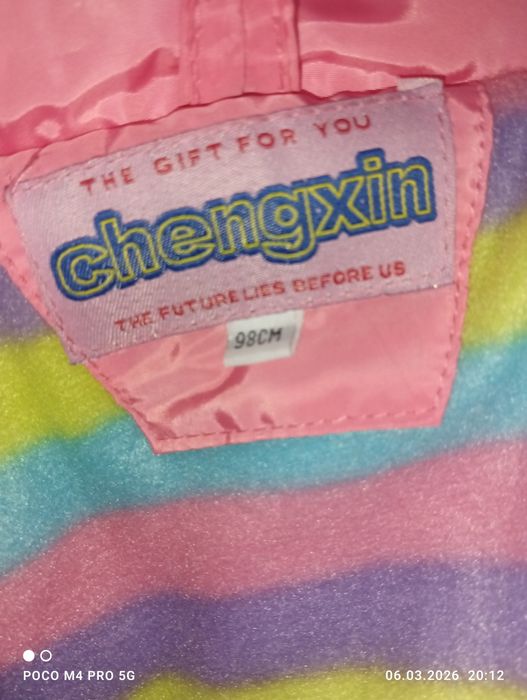 THE GIFT FOR YOU
chengxin
THE FUTURE LIES BEFORE US
98CM
POCO M4 PRO 5G
06.03.2026 20:12